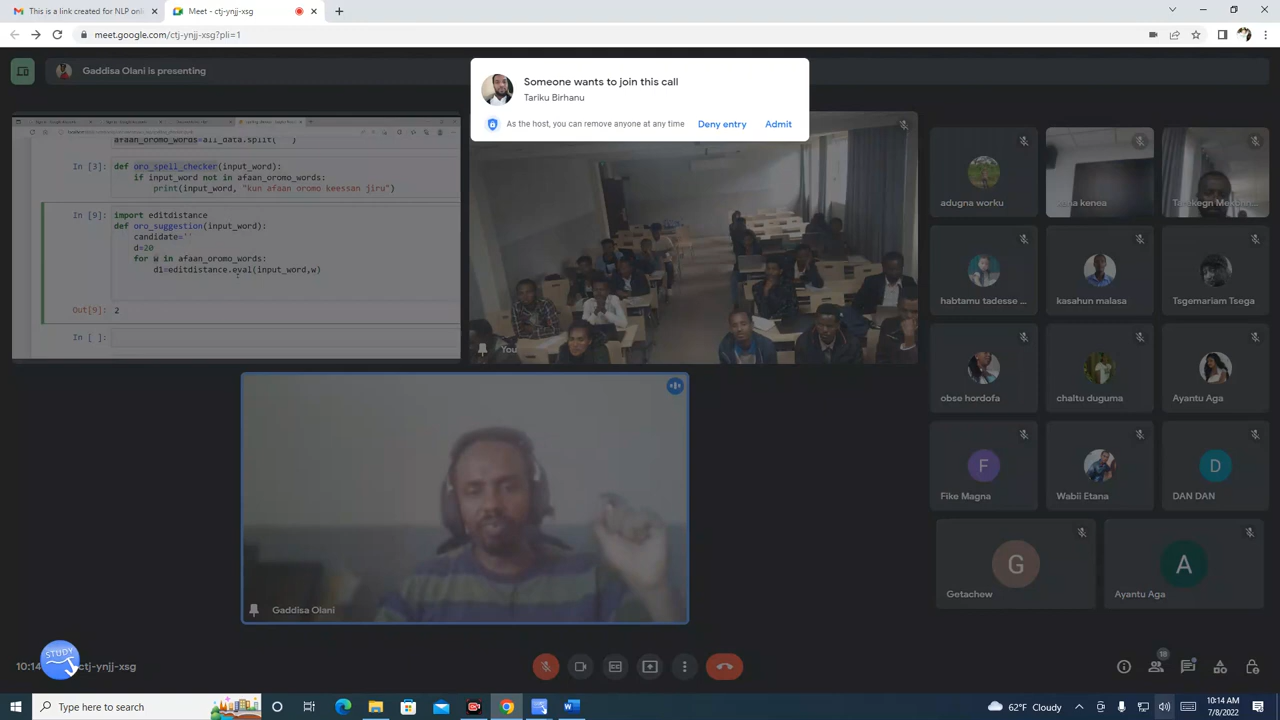 This is a link created for NLP onli
Meet - ctj-ynjj-xsg
meet.google.com/ctj-ynjj-xsg?pli=1
Gaddisa Olani is presenting
Someone wants to join this call
Tariku Birhanu
As the host, you can remove anyone at any time
Deny entry
Admit
afaan_oromo_words=all_data.split(" ")
In [3]: def oro_spell_checker(input_word):
if input_word not in afaan_oromo_words:
print(input_word, "kun afaan oromo keessan jiru")
In [9]: import editdistance
def oro_suggestion(input_word):
candidate=''
d=20
for w in afaan_oromo_words:
d1=editdistance.eval(input_word,w)
Out[9]: 2
In [ ]:
You
Gaddisa Olani
adugna worku
kenea
habtamu tadesse ...
kasahun malasa
Tsgemariam Tsega
obse hordofa
chaltu duguma
Ayantu Aga
F
Fike Magna
Wabii Etana
D
DAN DAN
G
Getachew
A
Ayantu Aga
10:14
STUDY
ctj-ynjj-xsg
18
Type here to search
62°F Cloudy
10:14 AM
7/8/2022